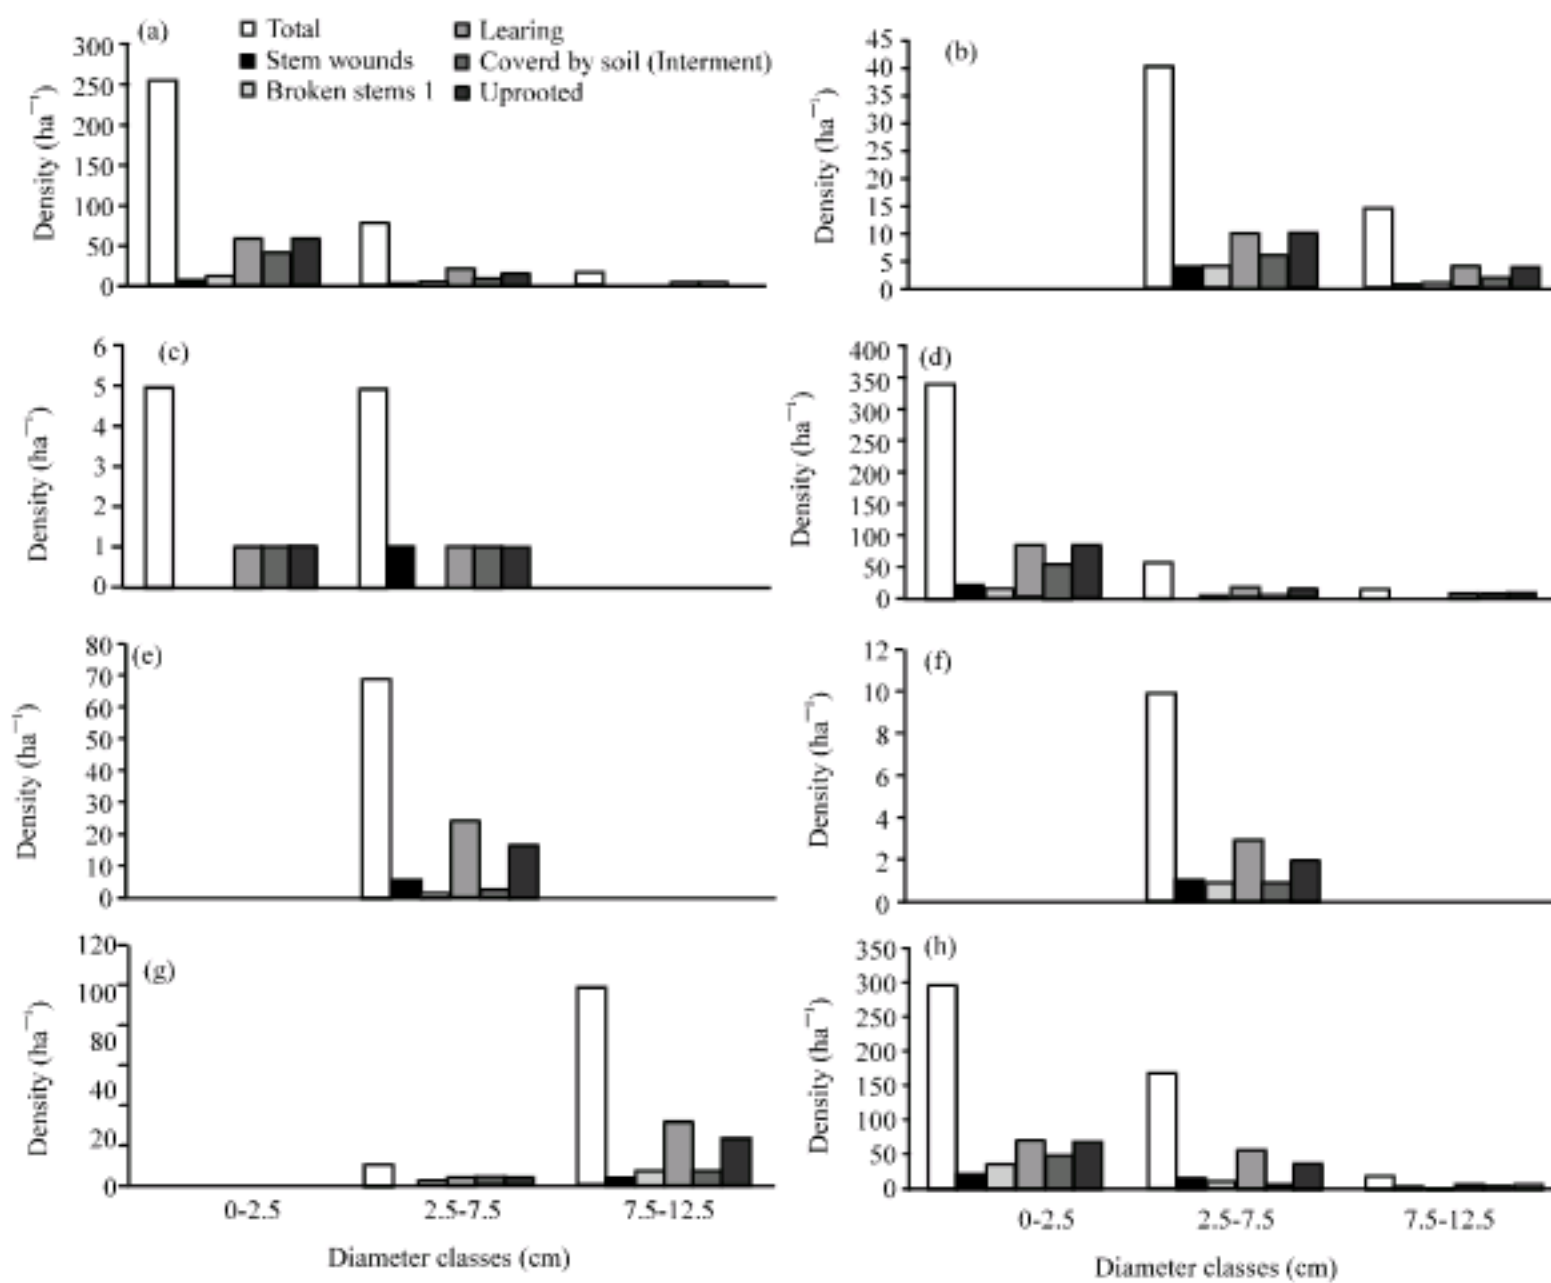 (a)
Total
Stem wounds
Broken stems 1
Learing
Coverd by soil (Interment)
Uprooted
300
250
200
150
100
50
0
Density (ha⁻¹)
(b)
45
40
35
30
25
20
15
10
5
0
Density (ha⁻¹)
(c)
6
5
4
3
2
1
0
Density (ha⁻¹)
(d)
400
350
300
250
200
150
100
50
0
Density (ha⁻¹)
(e)
80
70
60
50
40
30
20
10
0
Density (ha⁻¹)
(f)
12
10
8
6
4
2
0
Density (ha⁻¹)
(g)
120
100
80
40
20
0
Density (ha⁻¹)
0-2.5
2.5-7.5
7.5-12.5
Diameter classes (cm)
(h)
350
300
250
200
150
100
50
0
Density (ha⁻¹)
0-2.5
2.5-7.5
7.5-12.5
Diameter classes (cm)